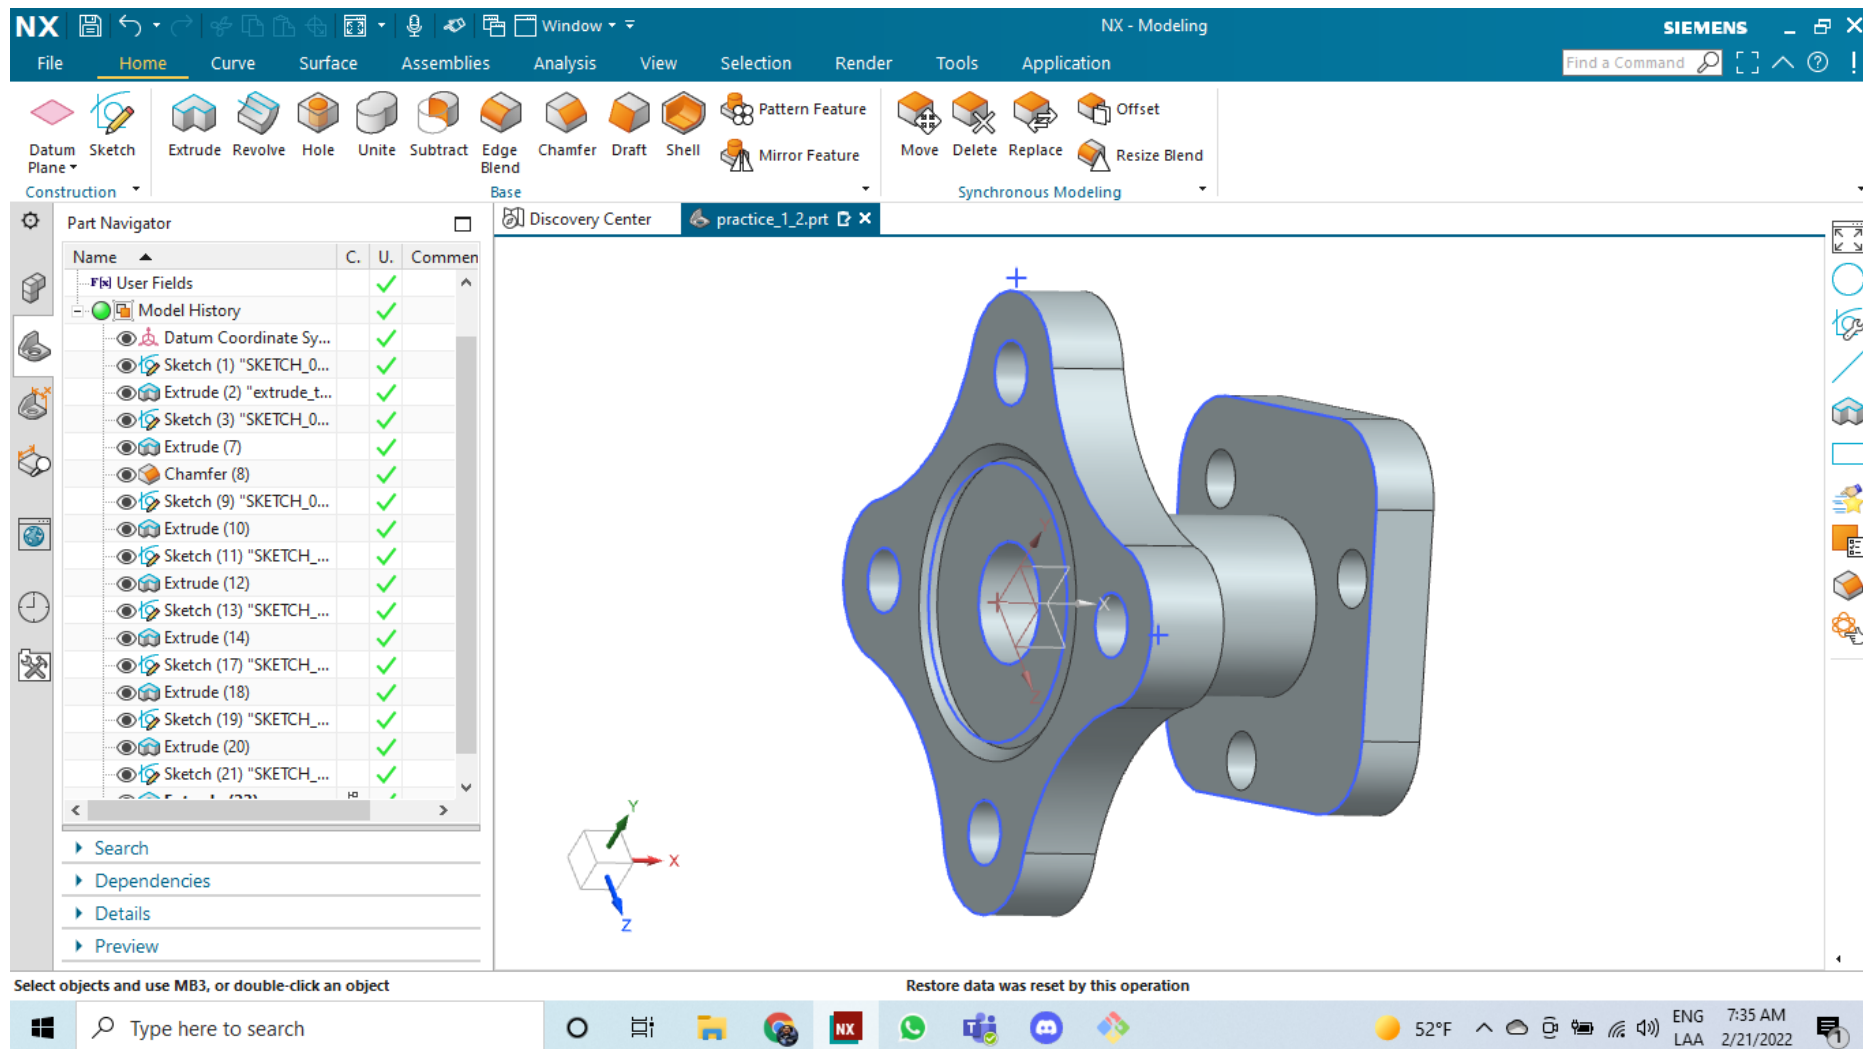 NX Window NX - Modeling SIEMENS
File Home Curve Surface Assemblies Analysis View Selection Render Tools Application Find a Command
Pattern Feature Offset
Datum Plane Sketch Extrude Revolve Hole Unite Subtract Edge Blend Chamfer Draft Shell Mirror Feature Move Delete Replace Resize Blend
Construction Base Synchronous Modeling
Part Navigator Discovery Center practice_1_2.prt
Name C. U. Commen
User Fields
Model History
Datum Coordinate Sy...
Sketch (1) "SKETCH_0...
Extrude (2) "extrude_t...
Sketch (3) "SKETCH_0...
Extrude (7)
Chamfer (8)
Sketch (9) "SKETCH_0...
Extrude (10)
Sketch (11) "SKETCH_...
Extrude (12)
Sketch (13) "SKETCH_...
Extrude (14)
Sketch (17) "SKETCH_...
Extrude (18)
Sketch (19) "SKETCH_...
Extrude (20)
Sketch (21) "SKETCH_...
Search
Dependencies
Details
Preview
Y
X
Z
X
Select objects and use MB3, or double-click an object Restore data was reset by this operation
Type here to search NX 52°F ENG 7:35 AM
LAA 2/21/2022 1